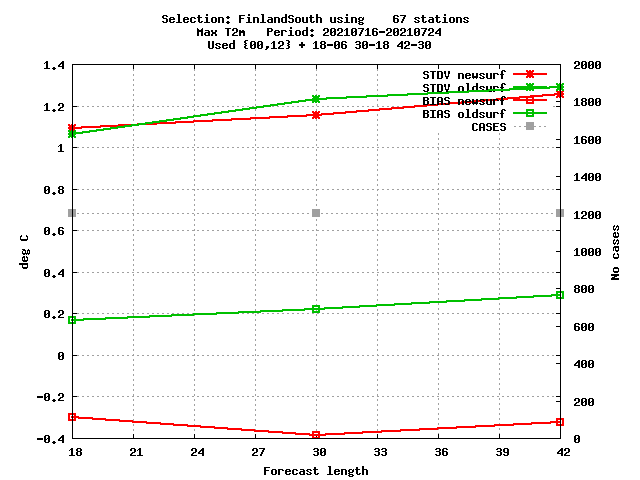 Selection: FinlandSouth using    67 stations
Max T2m   Period: 20210716-20210724
Used {00,12} + 18-06 30-18 42-30
STDV newsurf
STDV oldsurf
BIAS newsurf
BIAS oldsurf
CASES
1.4
1.2
1
0.8
0.6
0.4
0.2
0
-0.2
-0.4
deg C
2000
1800
1600
1400
1200
1000
800
600
400
200
0
No cases
18 21 24 27 30 33 36 39 42
Forecast length